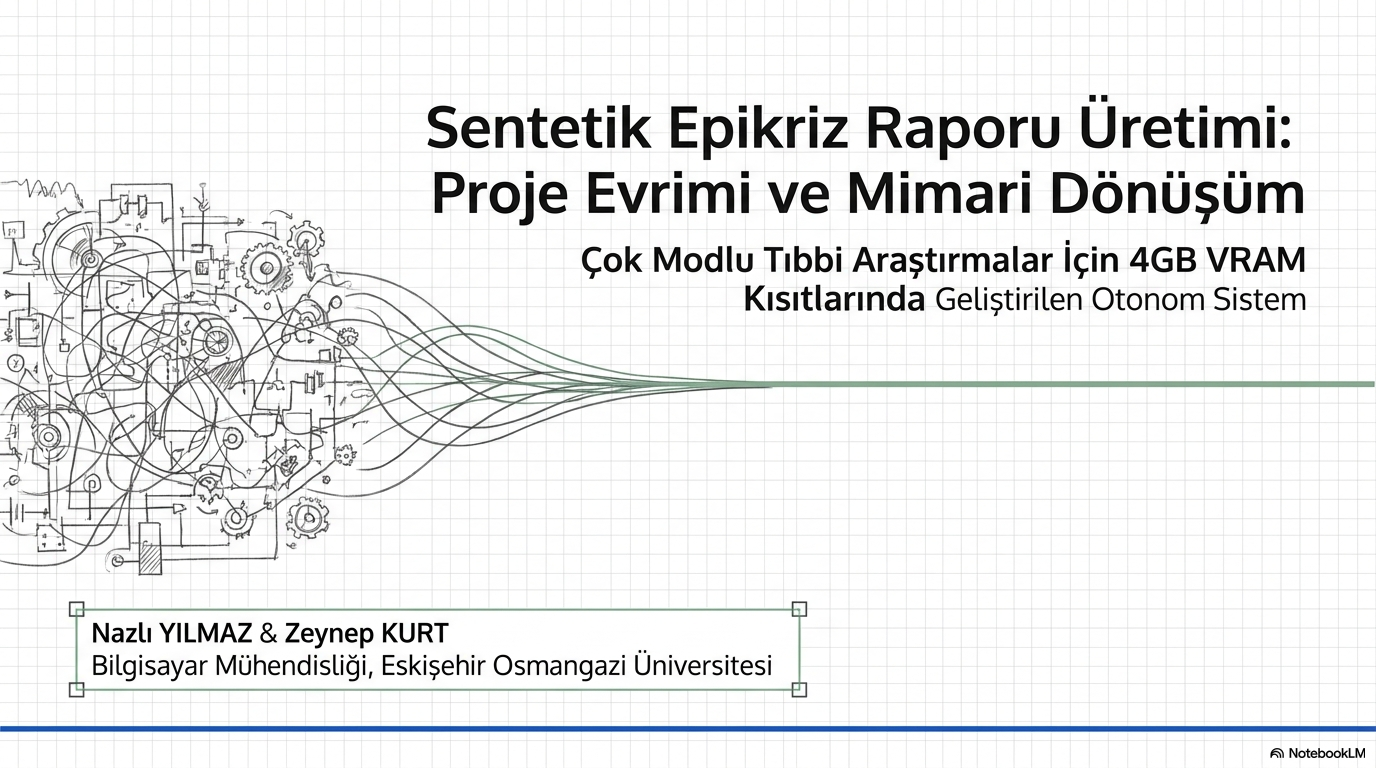 Sentetik Epikriz Raporu Üretimi:
Proje Evrimi ve Mimari Dönüşüm
Çok Modlu Tıbbi Araştırmalar İçin 4GB VRAM
Kısıtlarında Geliştirilen Otonom Sistem
Nazlı YILMAZ & Zeynep KURT
Bilgisayar Mühendisliği, Eskişehir Osmangazi Üniversitesi
NotebookLM